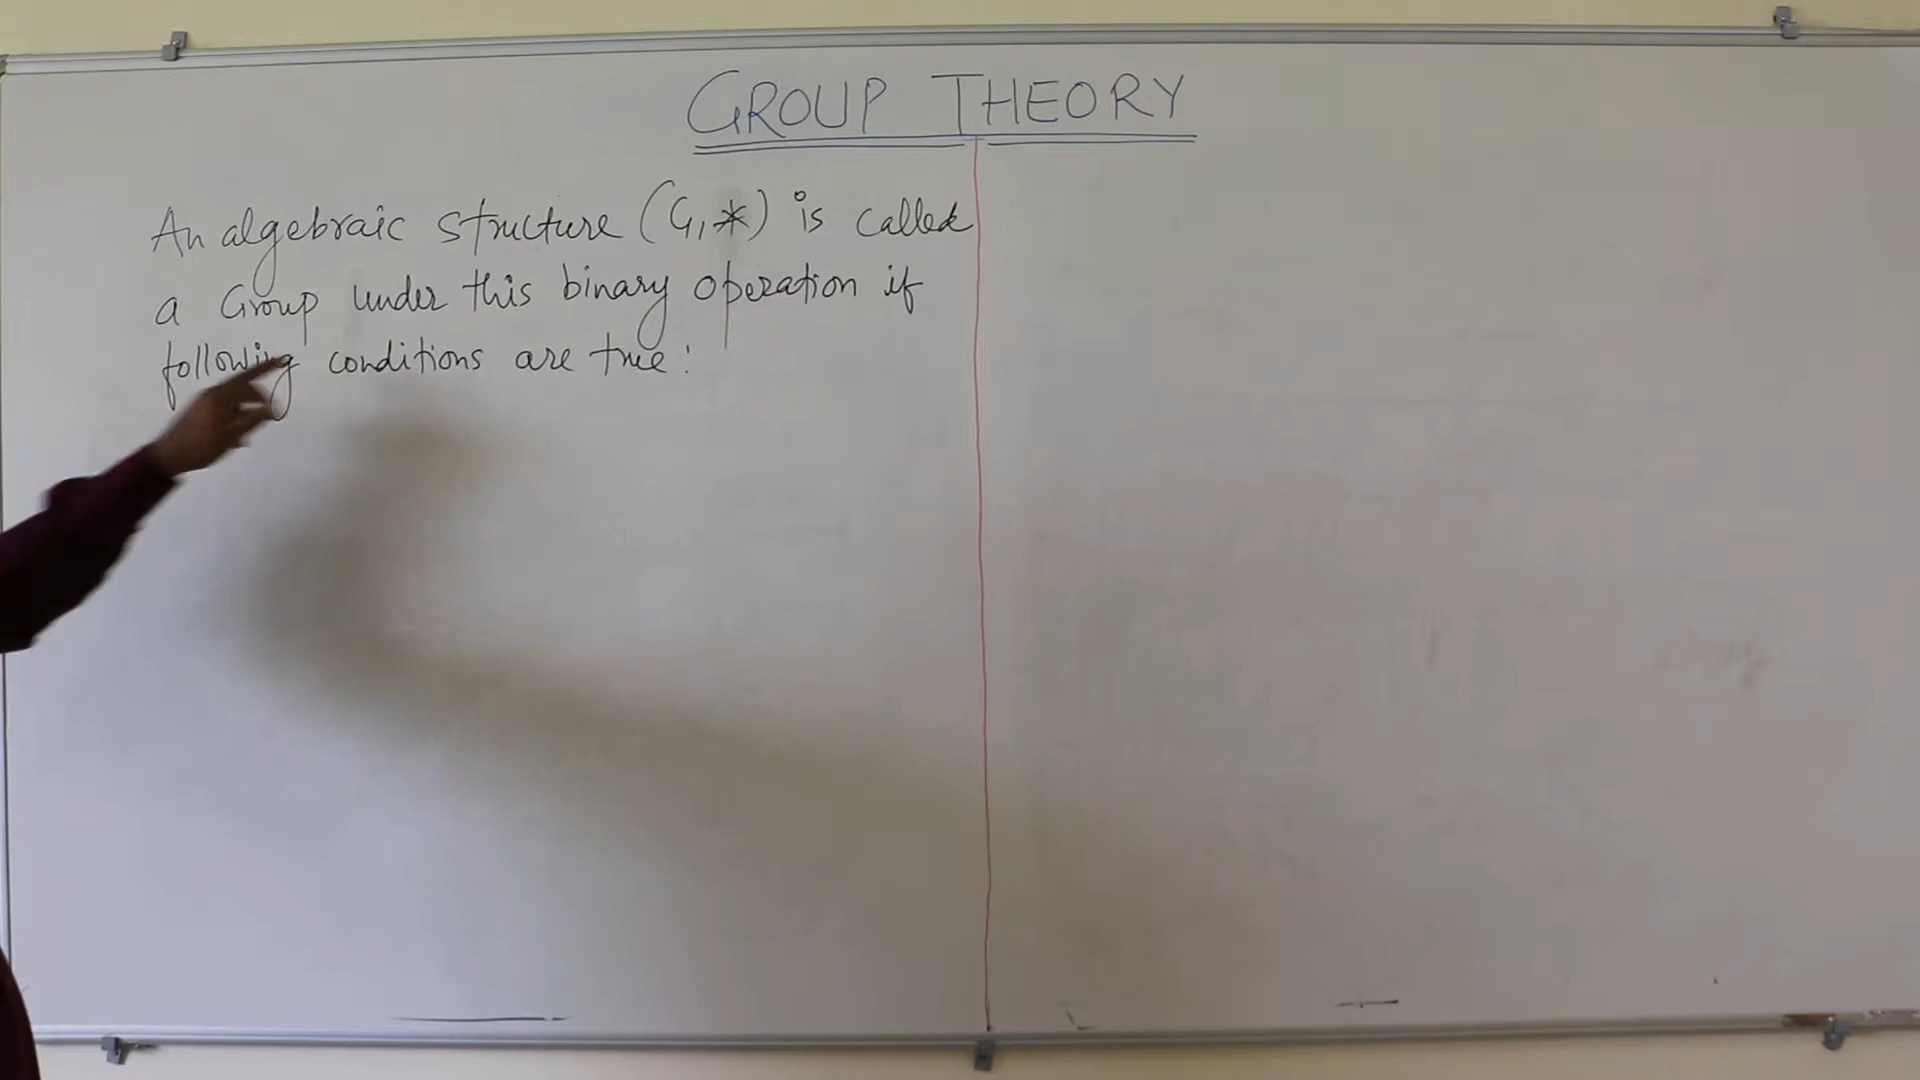 GROUP THEORY
An algebraic structure (G,*) is called
a Group under this binary operation if
following conditions are true: